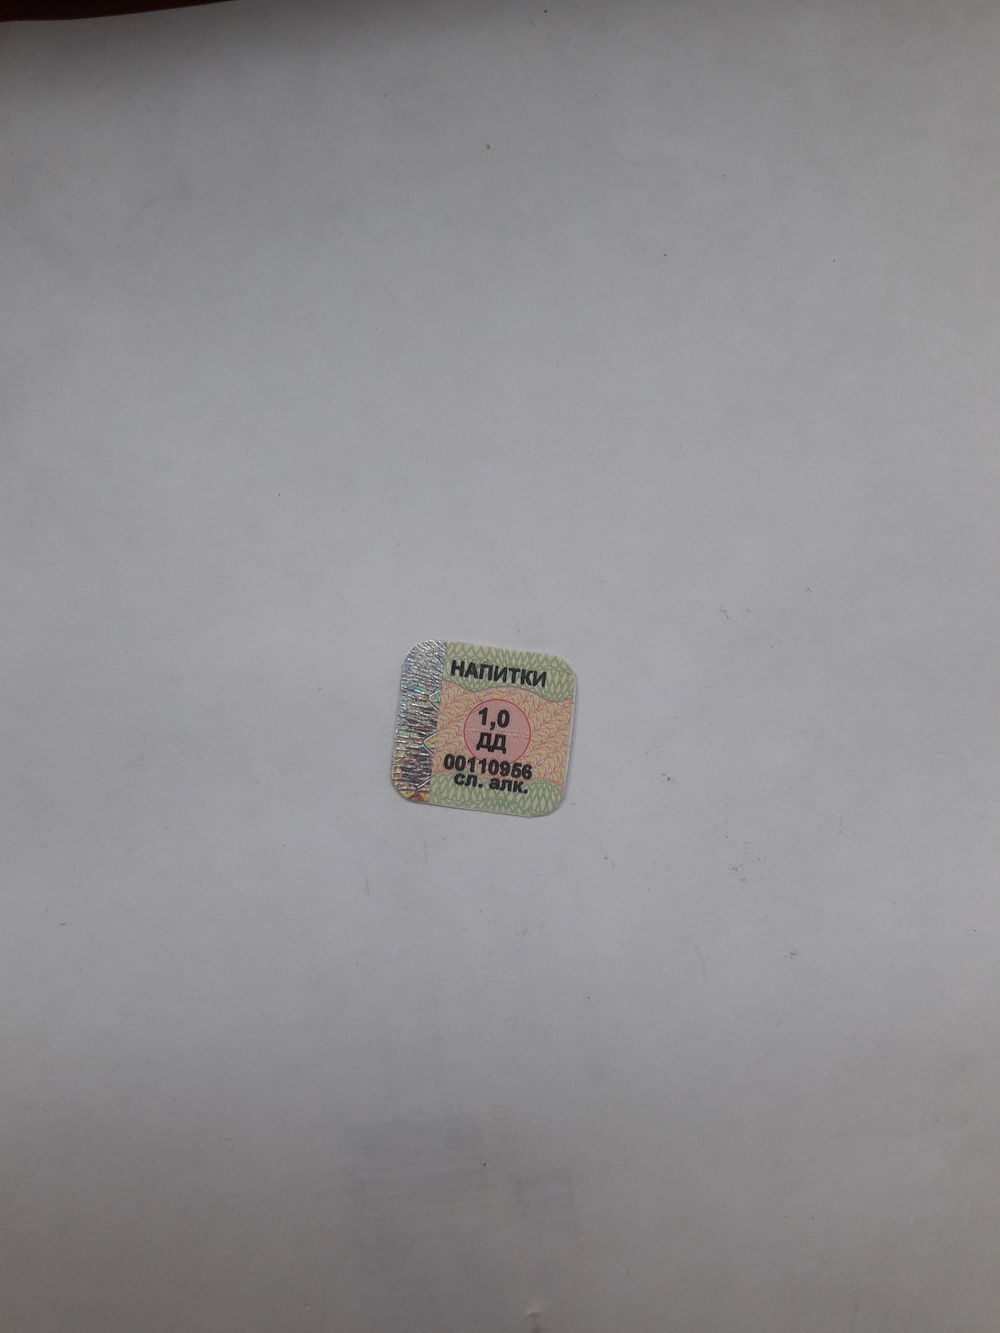 НАПИТКИ
1,0
ДД
00110956
сл. алк.